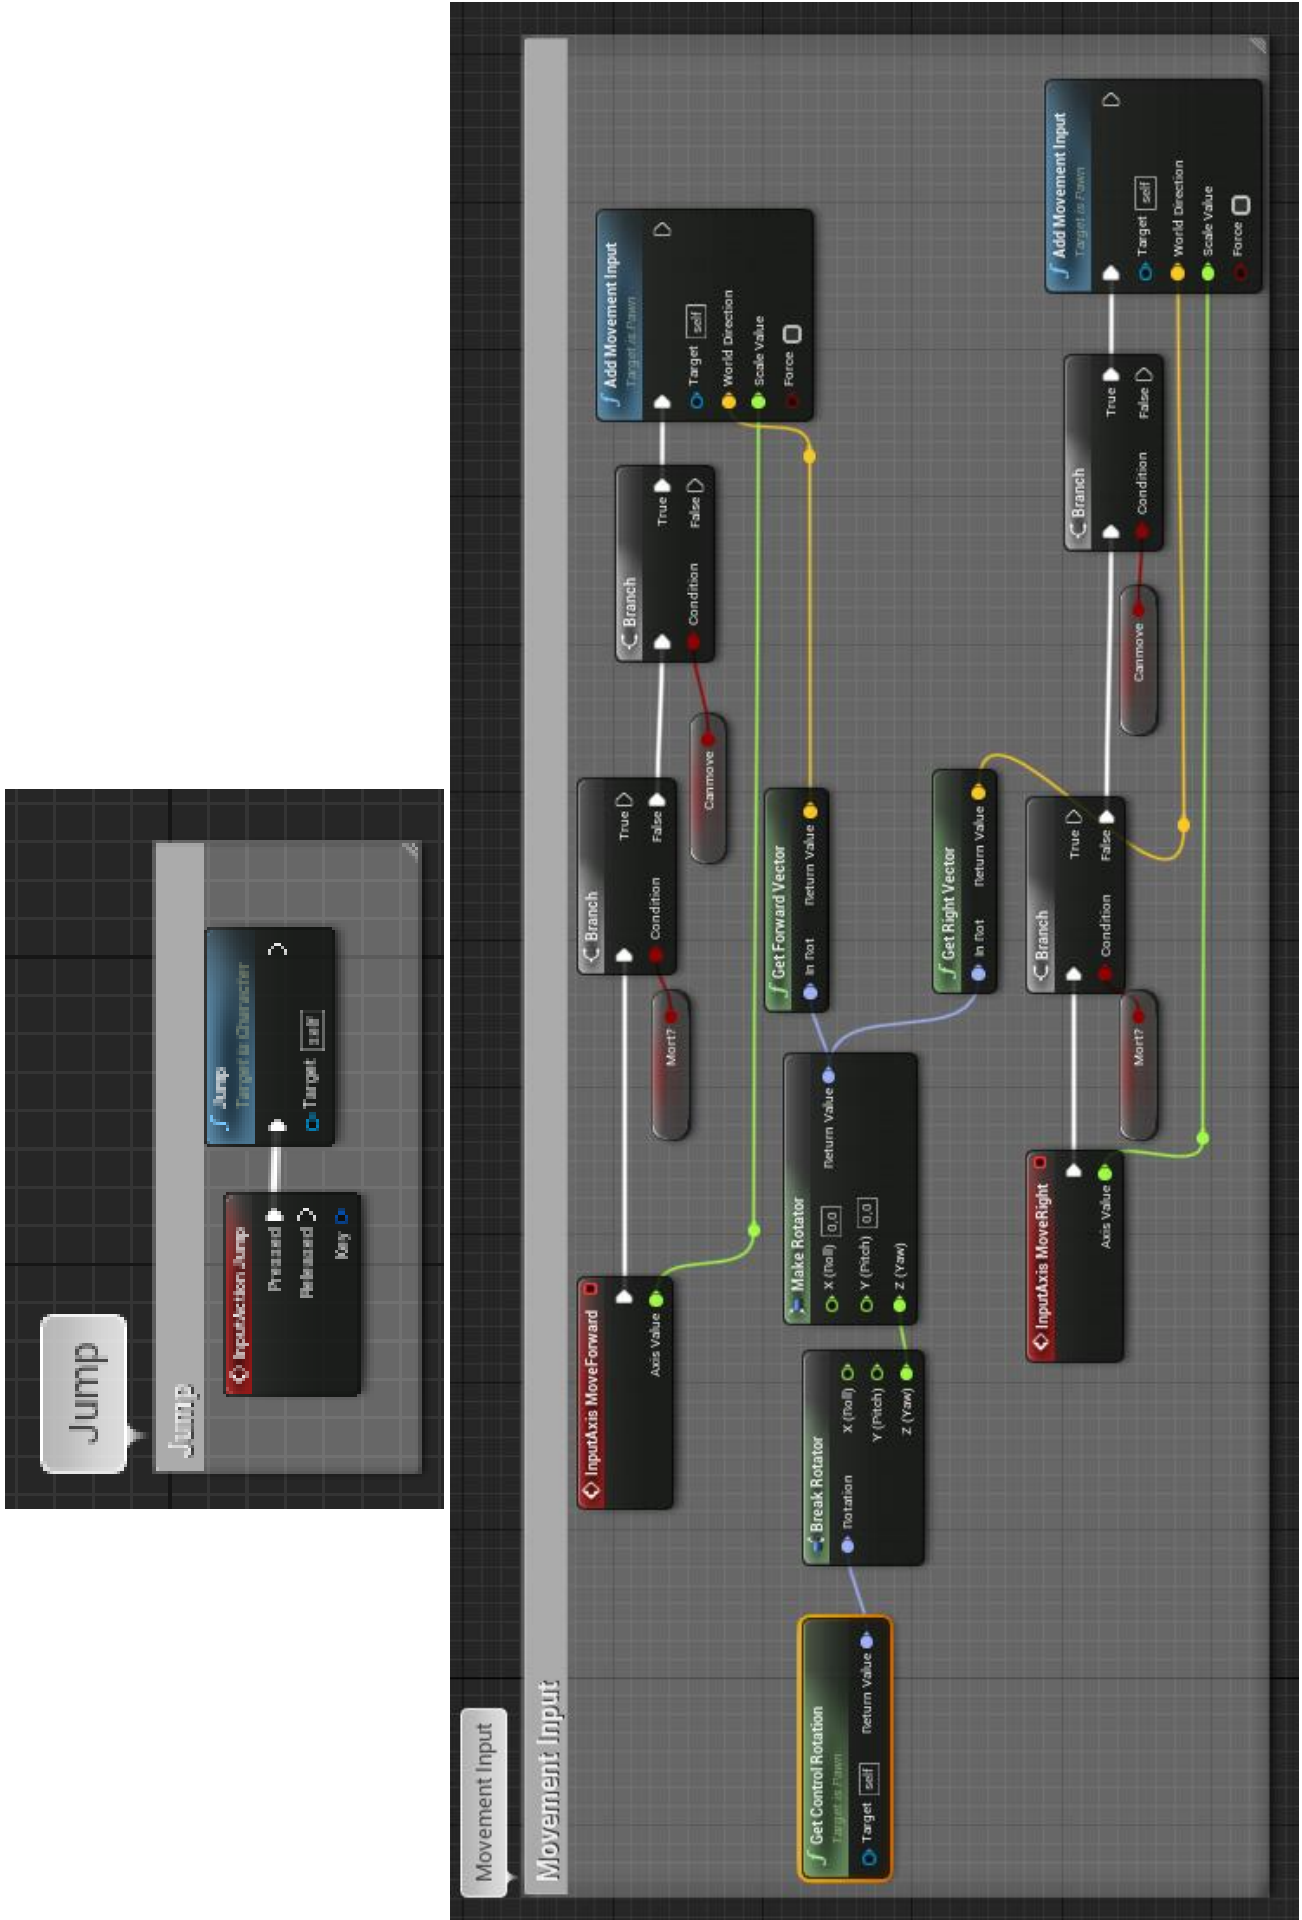 Jump
Jump
InputAction Jump
Pressed
Released
Key
Jump
Target is Character
Target self
Movement Input
Movement Input
InputAxis MoveForward
Axis Value
Mort?
Branch
True
Condition
False
Canmove
Branch
True
Condition
False
Add Movement Input
Target is Pawn
Target self
World Direction
Scale Value
Force
Get Control Rotation
Target is Pawn
Target self
Return Value
Break Rotator
Rotation
X (Roll)
Y (Pitch)
Z (Yaw)
Make Rotator
X (Roll) 0,0
Return Value
Y (Pitch) 0,0
Z (Yaw)
Get Forward Vector
In Rot
Return Value
Get Right Vector
In Rot
Return Value
InputAxis MoveRight
Axis Value
Mort?
Branch
True
Condition
False
Canmove
Branch
True
Condition
False
Add Movement Input
Target is Pawn
Target self
World Direction
Scale Value
Force